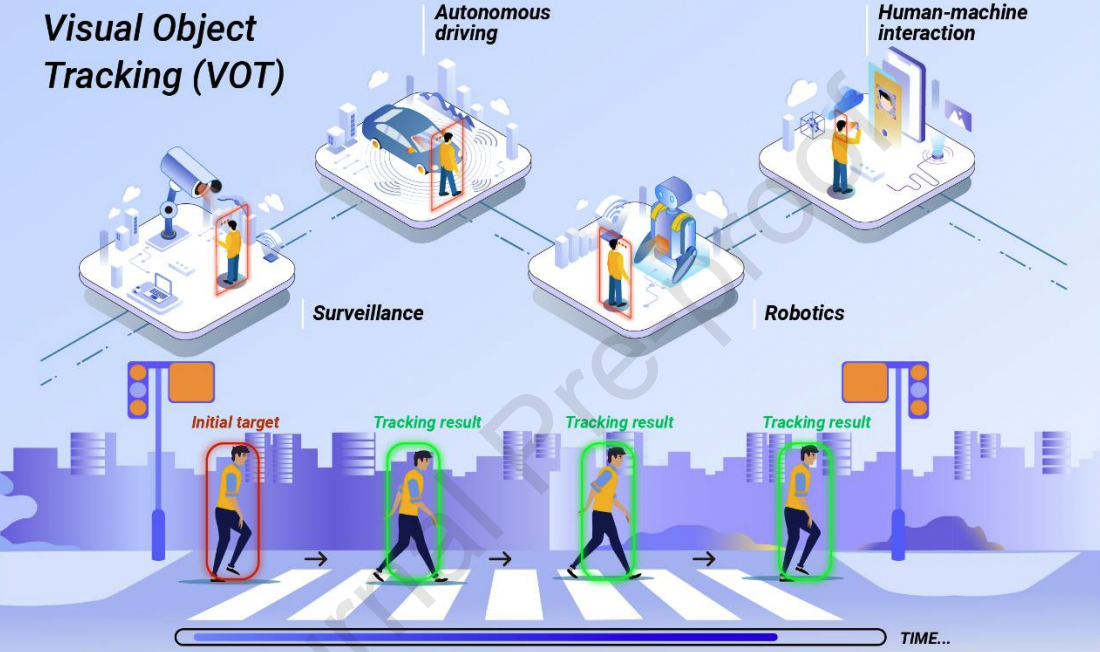 Visual Object
Tracking (VOT)
Autonomous
driving
Human-machine
interaction
Surveillance
Robotics
Initial target
Tracking result
Tracking result
Tracking result
TIME...
Journal Pre-proof